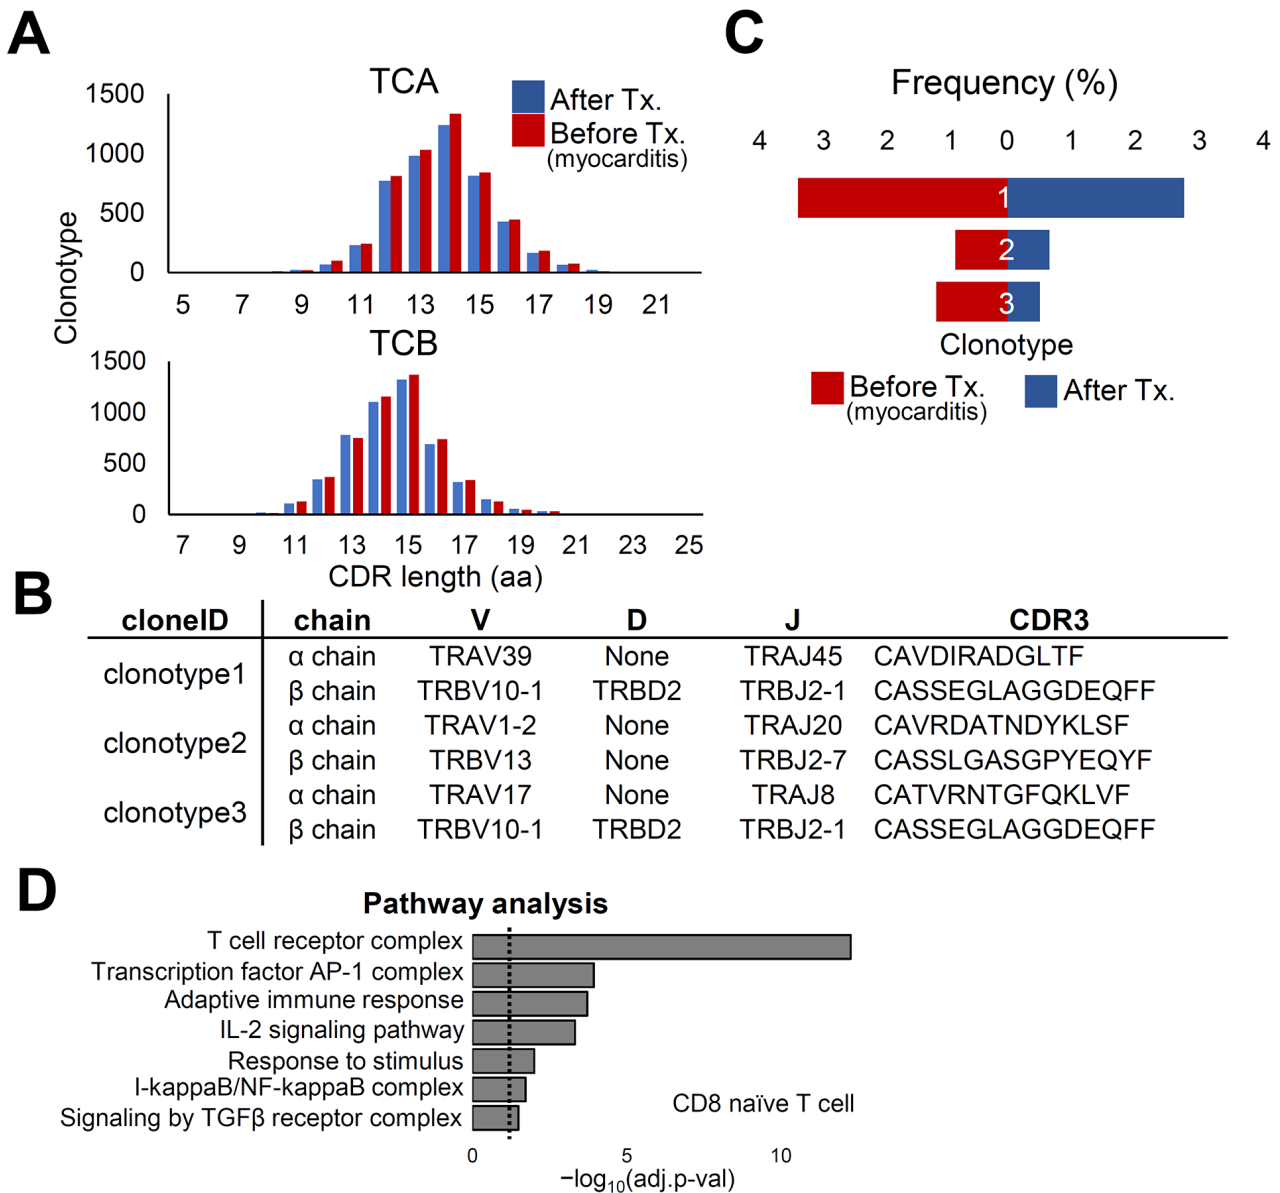 A
TCA
1500
1000
500
0
After Tx.
Before Tx.
(myocarditis)
5 7 9 11 13 15 17 19 21
Clonotype
TCB
1500
1000
500
0
7 9 11 13 15 17 19 21 23 25
CDR length (aa)
C
Frequency (%)
4 3 2 1 0 1 2 3 4
1
2
3
Clonotype
Before Tx.
(myocarditis)
After Tx.
B
cloneID chain V D J CDR3
clonotype1
α chain TRAV39 None TRAJ45 CAVDIRADGLTF
β chain TRBV10-1 TRBD2 TRBJ2-1 CASSEGLAGGDEQFF
clonotype2
α chain TRAV1-2 None TRAJ20 CAVRDATNDYKLSF
β chain TRBV13 None TRBJ2-7 CASSLGASGPYEQYF
clonotype3
α chain TRAV17 None TRAJ8 CATVRNTGFQKLVF
β chain TRBV10-1 TRBD2 TRBJ2-1 CASSEGLAGGDEQFF
D
Pathway analysis
T cell receptor complex
Transcription factor AP-1 complex
Adaptive immune response
IL-2 signaling pathway
Response to stimulus
I-kappaB/NF-kappaB complex
Signaling by TGFβ receptor complex
CD8 naïve T cell
0 5 10
−log10(adj.p-val)